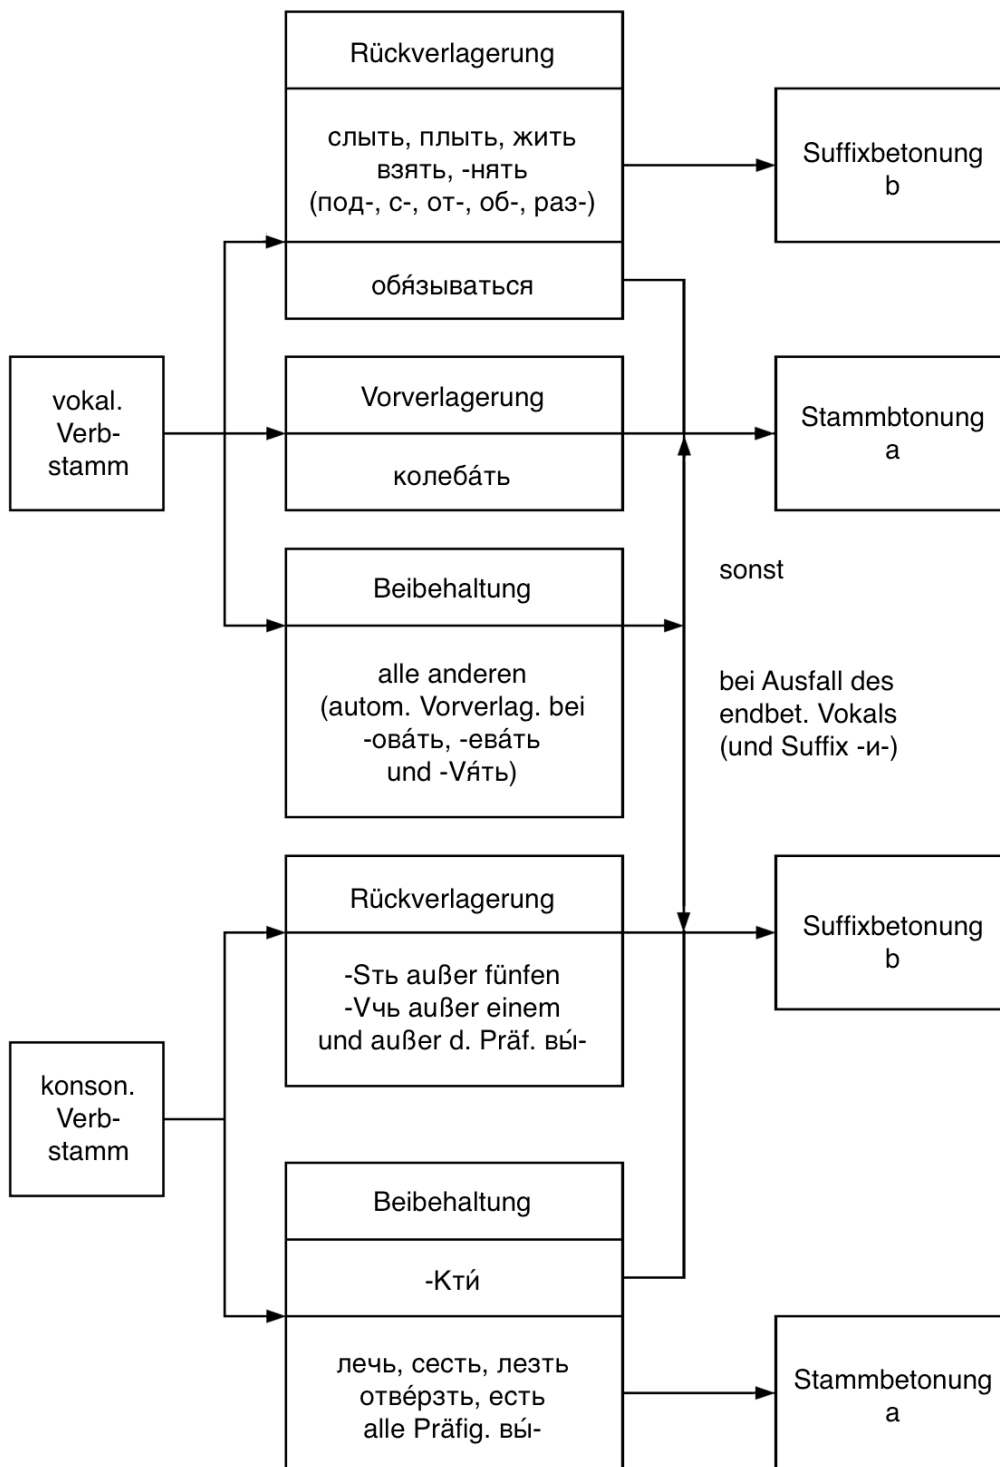 Rückverlagerung
слыть, плыть, жить
взять, -нять
(под-, с-, от-, об-, раз-)
обя́зываться
Suffixbetonung
b
vokal.
Verb-
stamm
Vorverlagerung
колеба́ть
Stammbtonung
a
Beibehaltung
alle anderen
(autom. Vorverlag. bei
-ова́ть, -ева́ть
und -Vя́ть)
sonst
bei Ausfall des
endbet. Vokals
(und Suffix -и-)
Rückverlagerung
-Sть außer fünfen
-Vчь außer einem
und außer d. Präf. вы́-
Suffixbetonung
b
konson.
Verb-
stamm
Beibehaltung
-Kти́
лечь, сесть, лезть
отве́рзть, есть
alle Präfig. вы́-
Stammbetonung
a